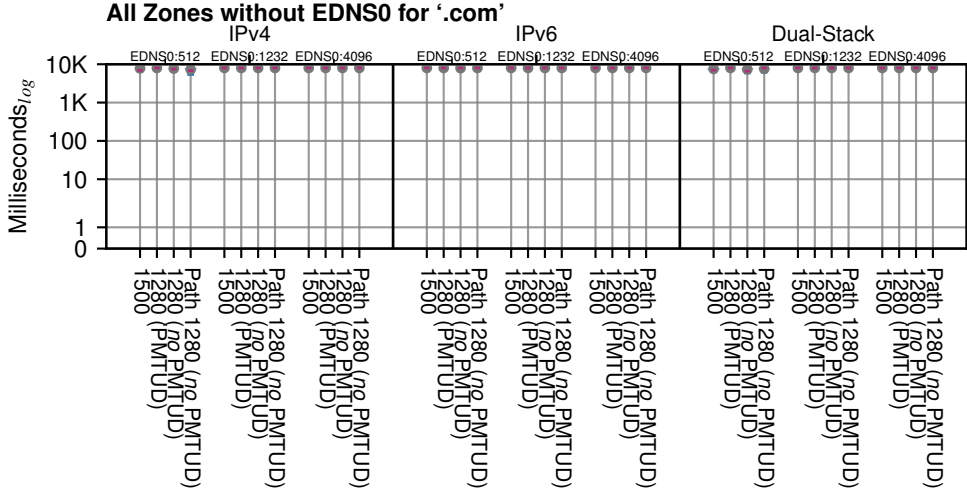 All Zones without EDNS0 for ‘.com’
IPv4
IPv6
Dual-Stack
EDNS0:512
EDNS0:1232
EDNS0:4096
EDNS0:512
EDNS0:1232
EDNS0:4096
EDNS0:512
EDNS0:1232
EDNS0:4096
Milliseconds log
10K
1K
100
10
1
0
1500
1280 (PMTUD)
1280 (no PMTUD)
Path 1280 (no PMTUD)
1500
1280 (PMTUD)
1280 (no PMTUD)
Path 1280 (no PMTUD)
1500
1280 (PMTUD)
1280 (no PMTUD)
Path 1280 (no PMTUD)
1500
1280 (PMTUD)
1280 (no PMTUD)
Path 1280 (no PMTUD)
1500
1280 (PMTUD)
1280 (no PMTUD)
Path 1280 (no PMTUD)
1500
1280 (PMTUD)
1280 (no PMTUD)
Path 1280 (no PMTUD)
1500
1280 (PMTUD)
1280 (no PMTUD)
Path 1280 (no PMTUD)
1500
1280 (PMTUD)
1280 (no PMTUD)
Path 1280 (no PMTUD)
1500
1280 (PMTUD)
1280 (no PMTUD)
Path 1280 (no PMTUD)